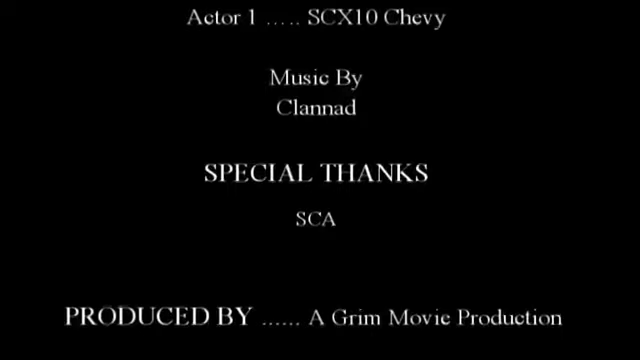 Actor 1 ..... SCX10 Chevy
Music By
Clannad
SPECIAL THANKS
SCA
PRODUCED BY ...... A Grim Movie Production